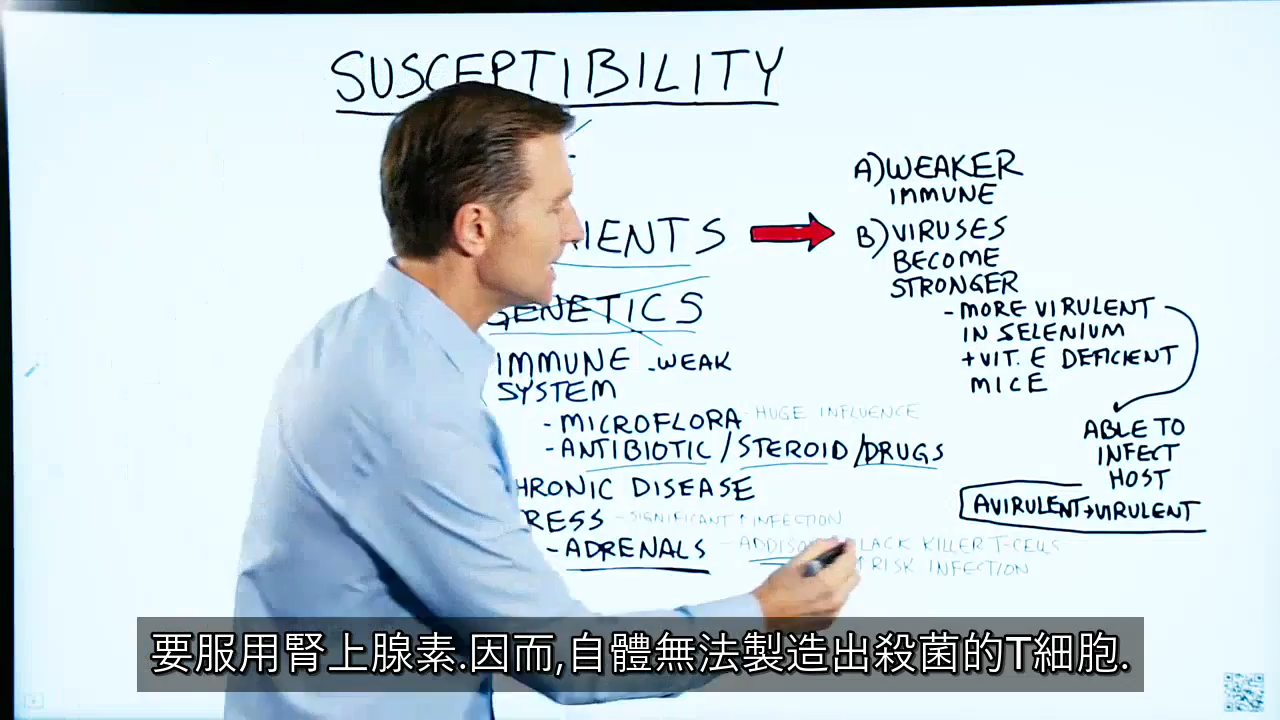 SUSCEPTIBILITY
A) WEAKER
IMMUNE
B) VIRUSES
BECOME
STRONGER
- MORE VIRULENT
IN SELENIUM
+ VIT. E DEFICIENT
MICE
ABLE TO
INFECT
HOST
AVIRULENT→VIRULENT
GENETICS
IMMUNE - WEAK
SYSTEM
- MICROFLORA - HUGE INFLUENCE
- ANTIBIOTIC / STEROID / DRUGS
DISEASE
- SIGNIFICANT ↑ INFECTION
- ADRENALS - LACK KILLER T-CELLS
RISK INFECTION
要服用腎上腺素.因而,自體無法製造出殺菌的T細胞.